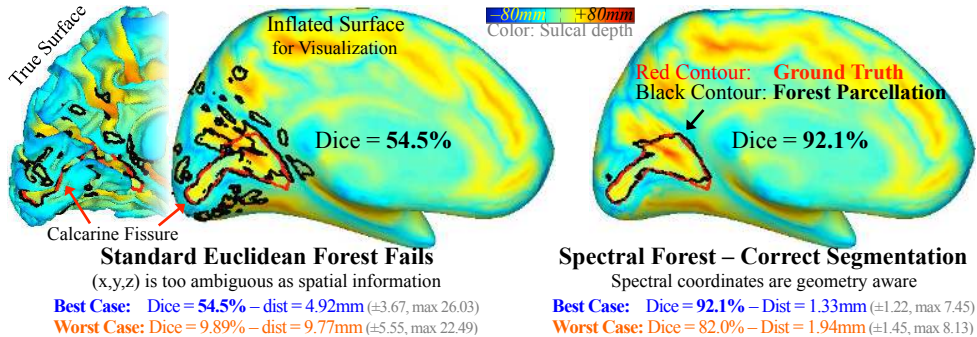 True Surface
Inflated Surface
for Visualization
–80mm +80mm
Color: Sulcal depth
Red Contour: Ground Truth
Black Contour: Forest Parcellation
Dice = 54.5%
Dice = 92.1%
Calcarine Fissure
Standard Euclidean Forest Fails
(x,y,z) is too ambiguous as spatial information
Best Case: Dice = 54.5% – dist = 4.92mm (±3.67, max 26.03)
Worst Case: Dice = 9.89% – dist = 9.77mm (±5.55, max 22.49)
Spectral Forest – Correct Segmentation
Spectral coordinates are geometry aware
Best Case: Dice = 92.1% – Dist = 1.33mm (±1.22, max 7.45)
Worst Case: Dice = 82.0% – Dist = 1.94mm (±1.45, max 8.13)